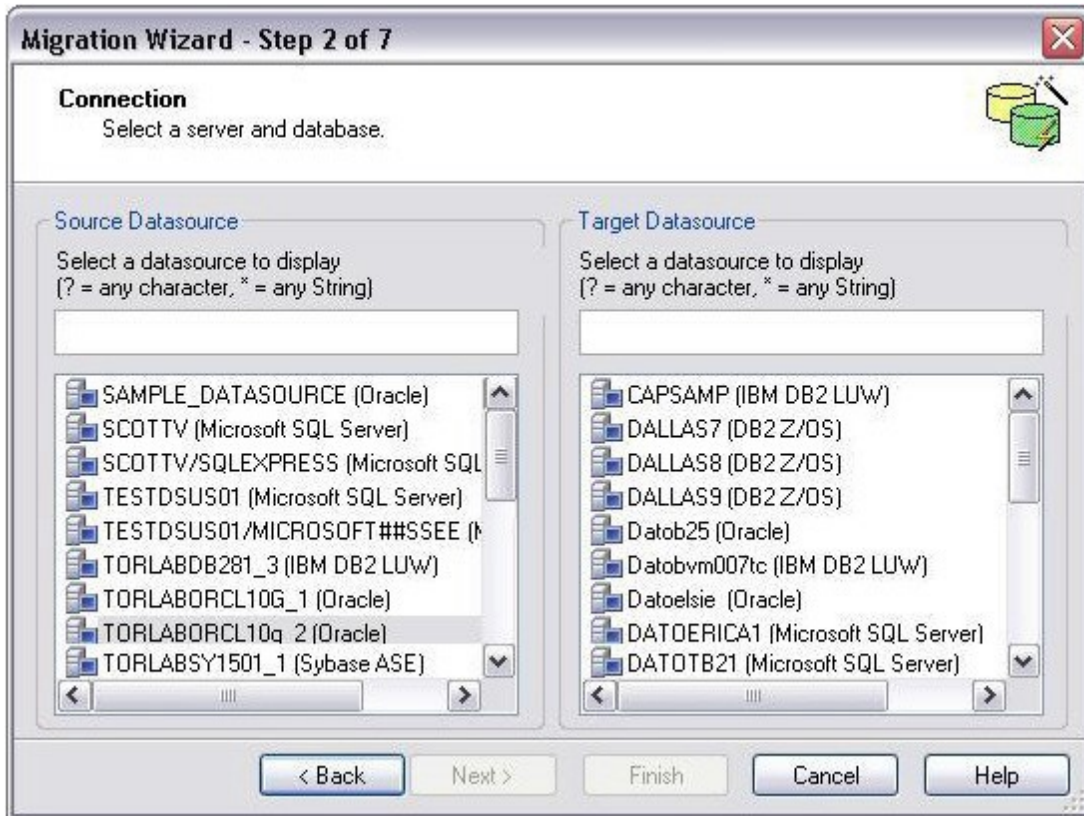 Migration Wizard - Step 2 of 7
Connection
Select a server and database.
Source Datasource
Select a datasource to display
(? = any character, * = any String)
SAMPLE_DATASOURCE (Oracle)
SCOTTV (Microsoft SQL Server)
SCOTTV/SQLEXPRESS (Microsoft SQL
TESTDSUS01 (Microsoft SQL Server)
TESTDSUS01/MICROSOFT##SSEE (M
TORLABDB281_3 (IBM DB2 LUW)
TORLABORCL10G_1 (Oracle)
TORLABORCL10g_2 (Oracle)
TORLABSY1501_1 (Sybase ASE)
Target Datasource
Select a datasource to display
(? = any character, * = any String)
CAPSAMP (IBM DB2 LUW)
DALLAS7 (DB2 Z/OS)
DALLAS8 (DB2 Z/OS)
DALLAS9 (DB2 Z/OS)
Datob25 (Oracle)
Datobvm007tc (IBM DB2 LUW)
Datoelsie (Oracle)
DATOERICA1 (Microsoft SQL Server)
DATOTB21 (Microsoft SQL Server)
< Back
Next >
Finish
Cancel
Help